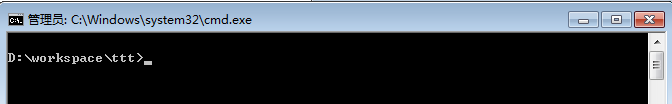 管理员: C:\Windows\system32\cmd.exe
D:\workspace\ttt>_